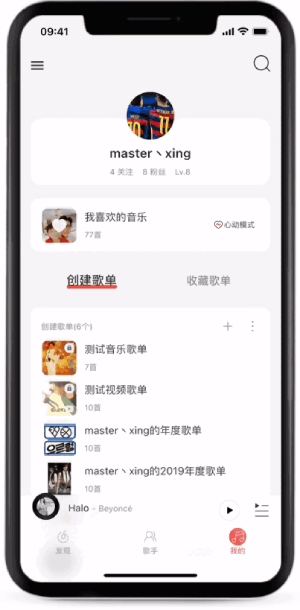 09:41
master丶xing
4 关注 8 粉丝 Lv.8
我喜欢的音乐
77首
心动模式
创建歌单 收藏歌单
创建歌单(6个)
测试音乐歌单
7首
测试视频歌单
10首
master丶xing的年度歌单
10首
master丶xing的2019年度歌单
10首
Halo - Beyoncé
发现 歌手 我的